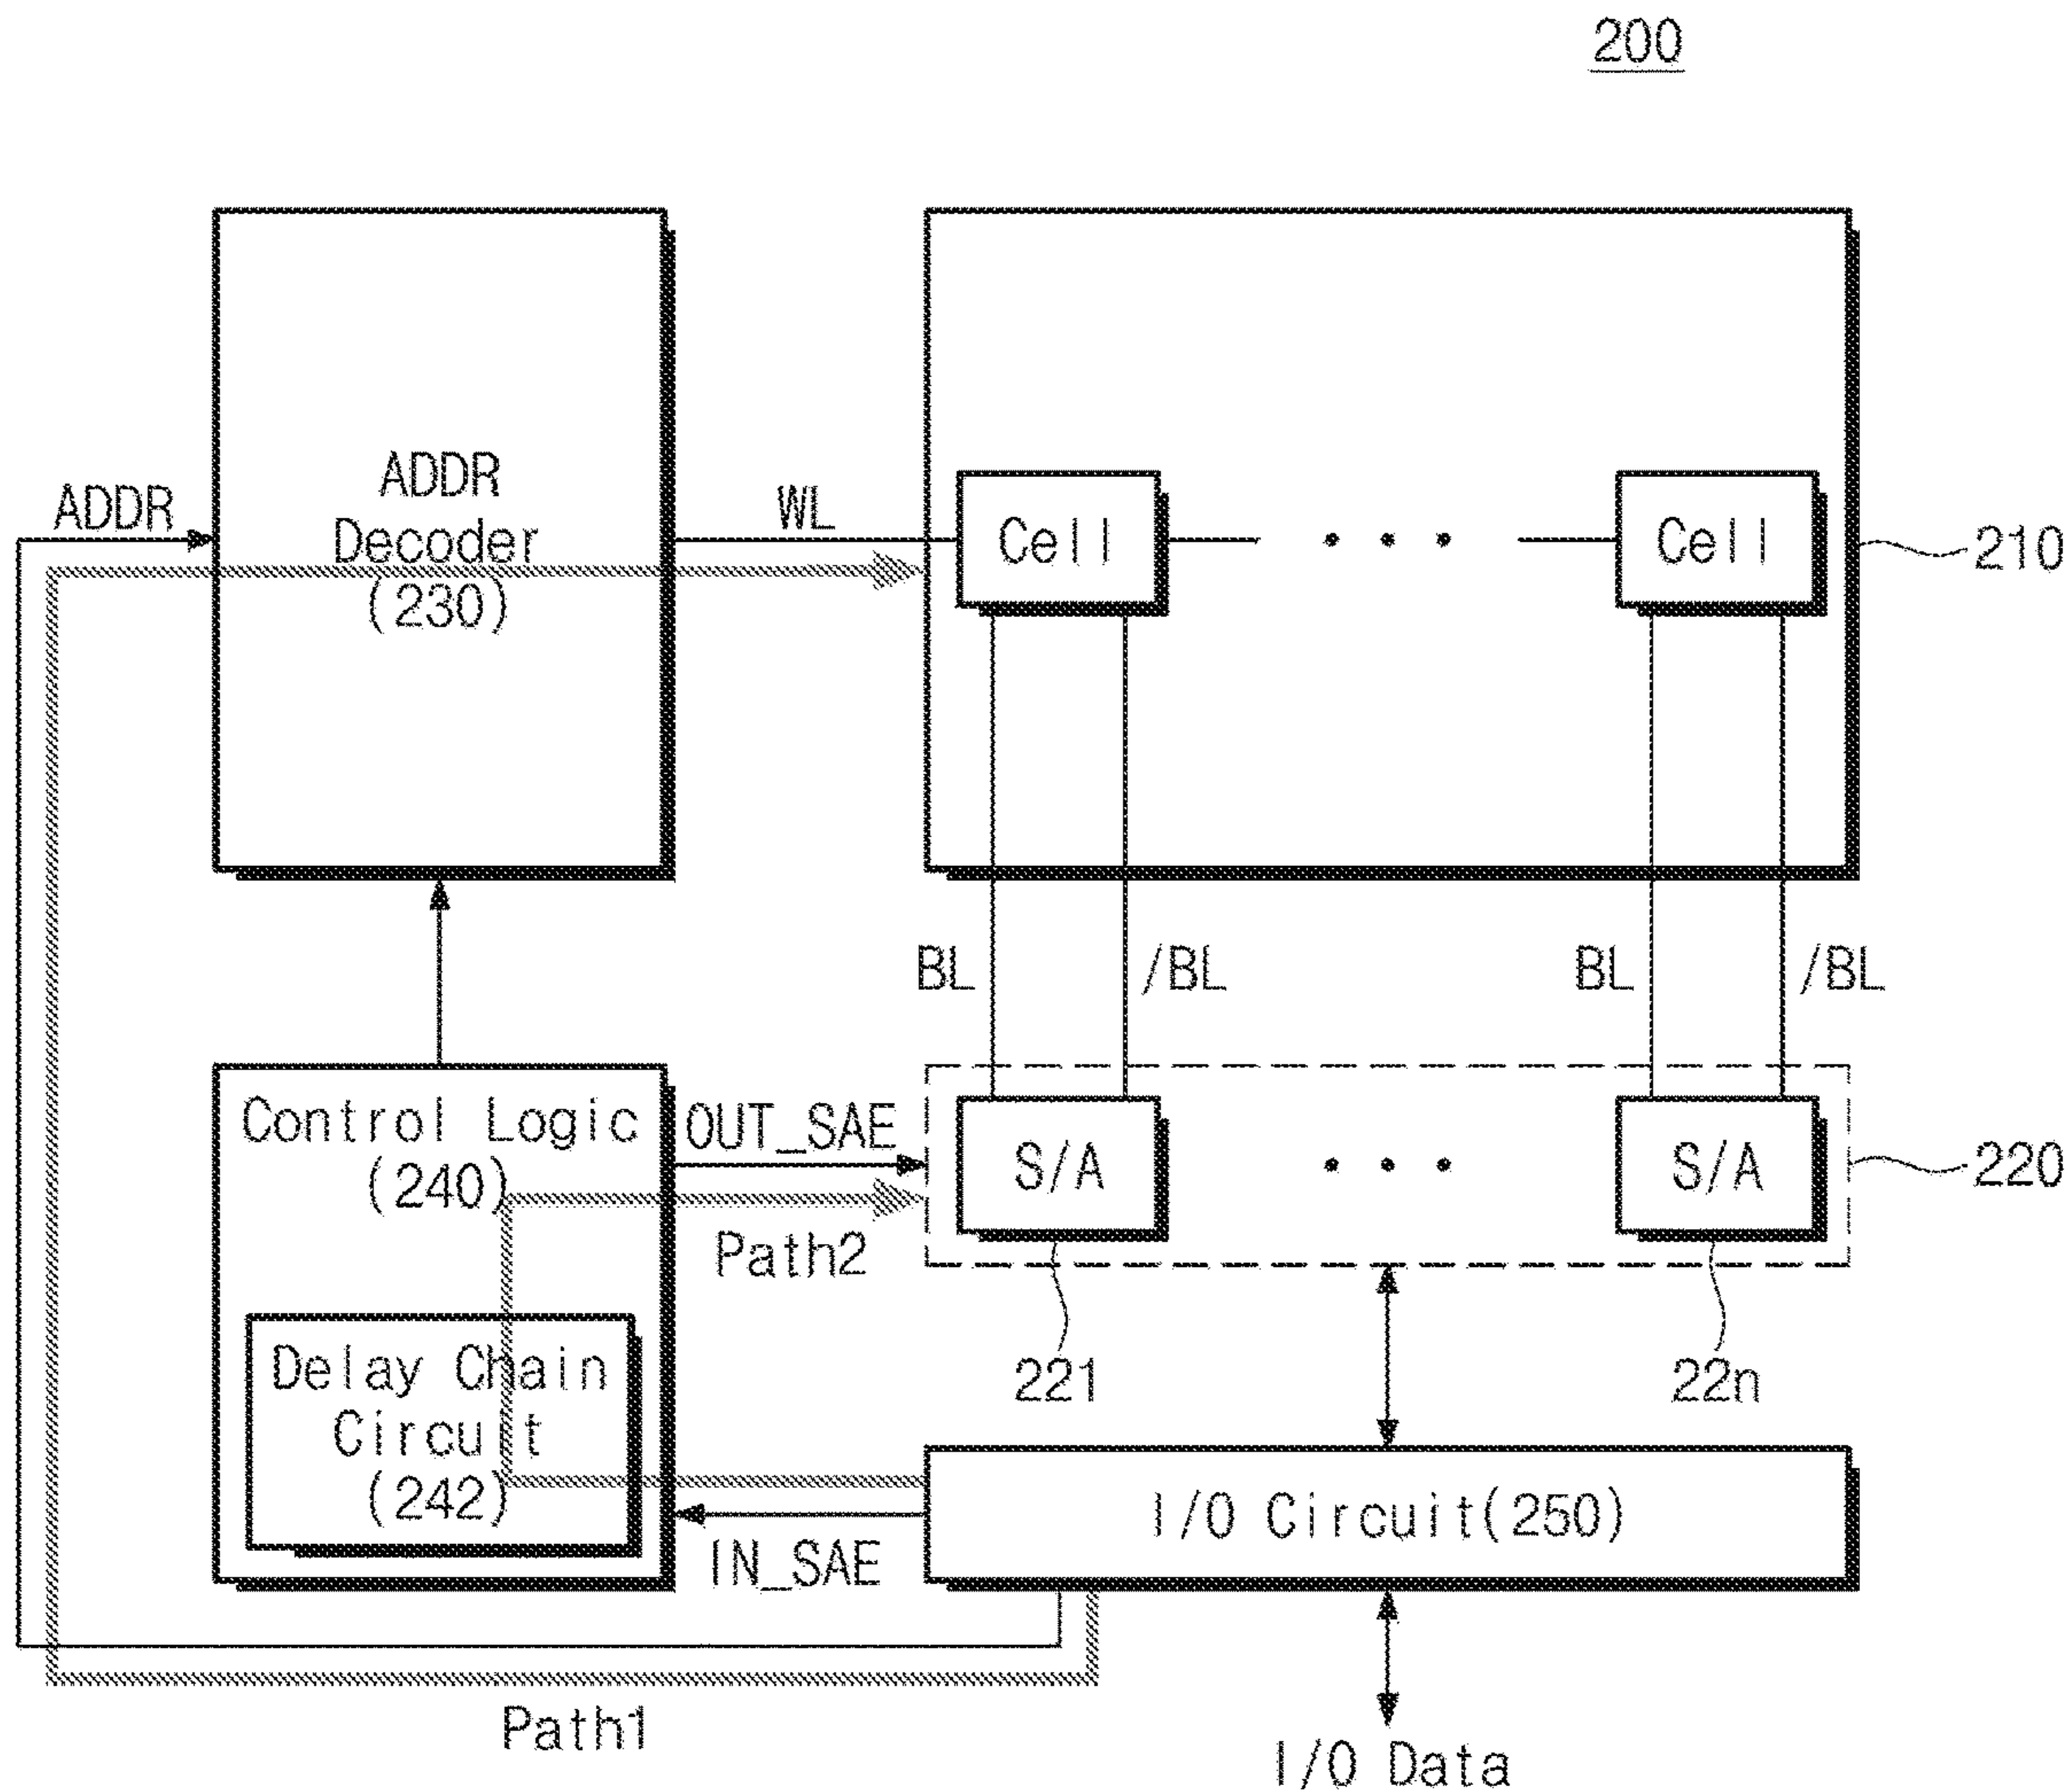 200
ADDR
ADDR
Decoder
(230)
WL
Cell
Cell
210
BL
/BL
BL
/BL
Control Logic
(240)
OUT_SAE
S/A
S/A
220
Path2
221
22n
Delay Chain
Circuit
(242)
I/O Circuit(250)
IN_SAE
Path1
I/O Data